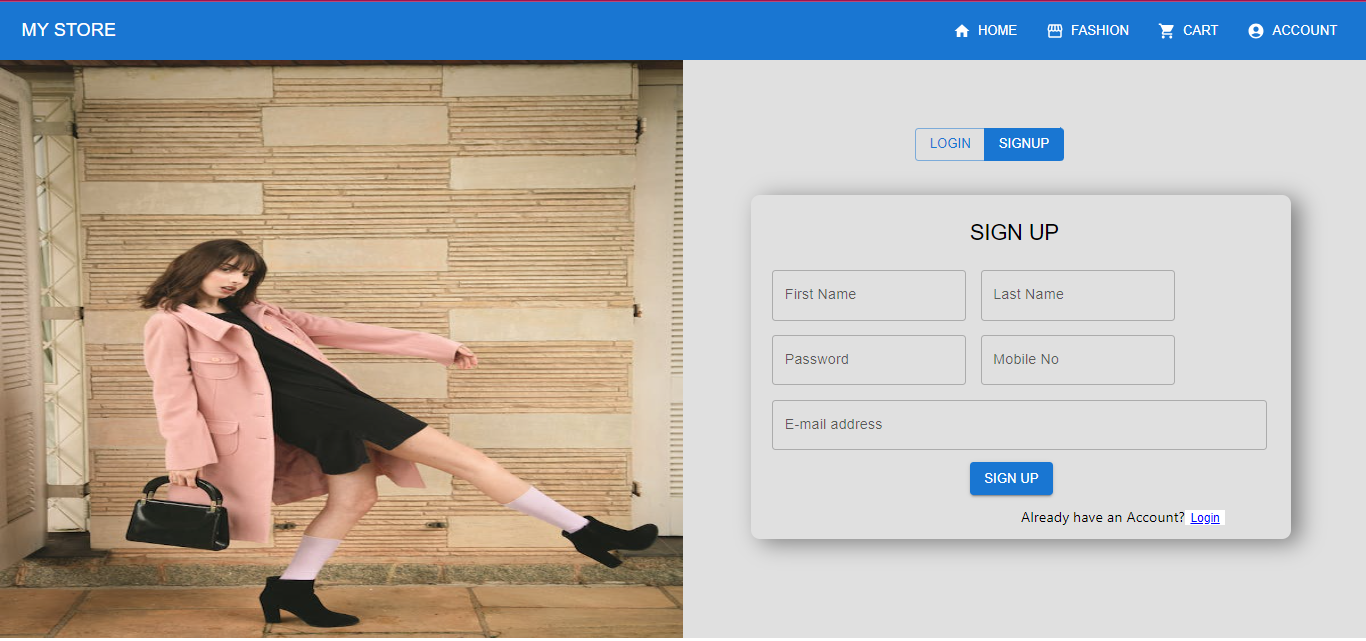 MY STORE HOME FASHION CART ACCOUNT
LOGIN SIGNUP
SIGN UP
First Name Last Name
Password Mobile No
E-mail address
SIGN UP
Already have an Account? Login